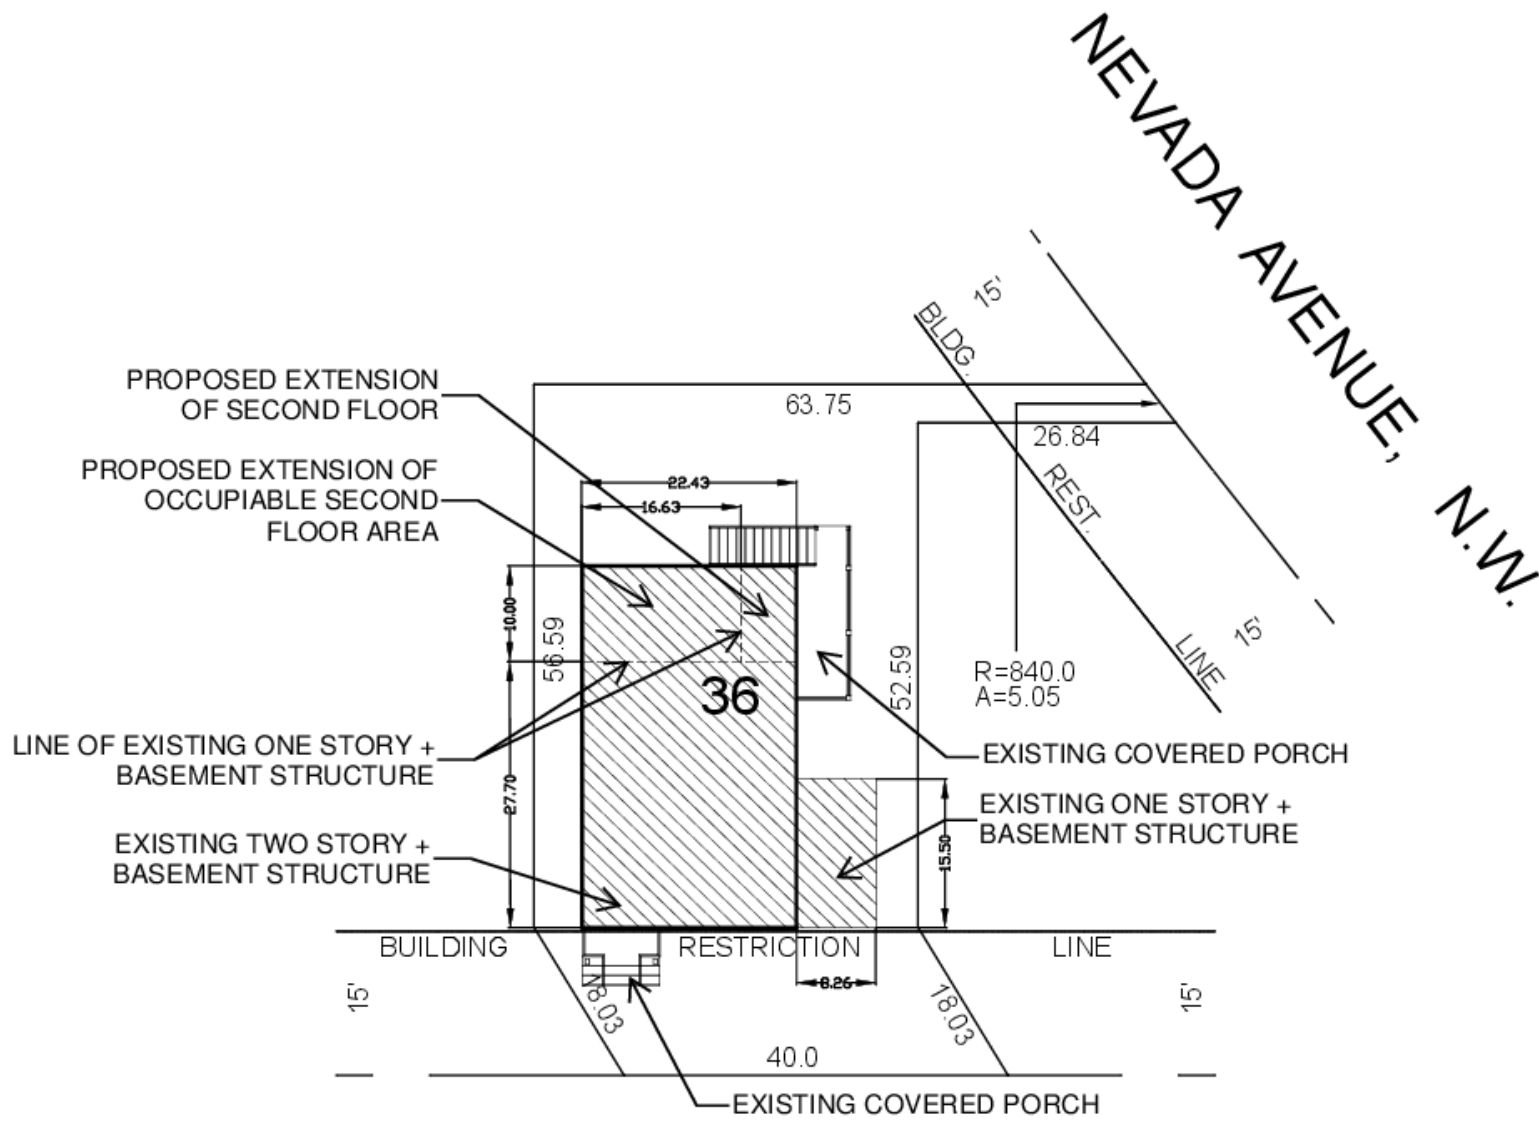 NEVADA AVENUE, N.W.
15'
BLDG.
PROPOSED EXTENSION
OF SECOND FLOOR
63.75
26.84
REST.
PROPOSED EXTENSION OF
OCCUPIABLE SECOND
FLOOR AREA
22.43
16.63
10.00
56.59
52.59
15'
LINE
R=840.0
A=5.05
36
LINE OF EXISTING ONE STORY +
BASEMENT STRUCTURE
EXISTING COVERED PORCH
27.70
EXISTING ONE STORY +
BASEMENT STRUCTURE
15.50
EXISTING TWO STORY +
BASEMENT STRUCTURE
BUILDING RESTRICTION LINE
8.26
15'
18.03
18.03
15'
40.0
EXISTING COVERED PORCH